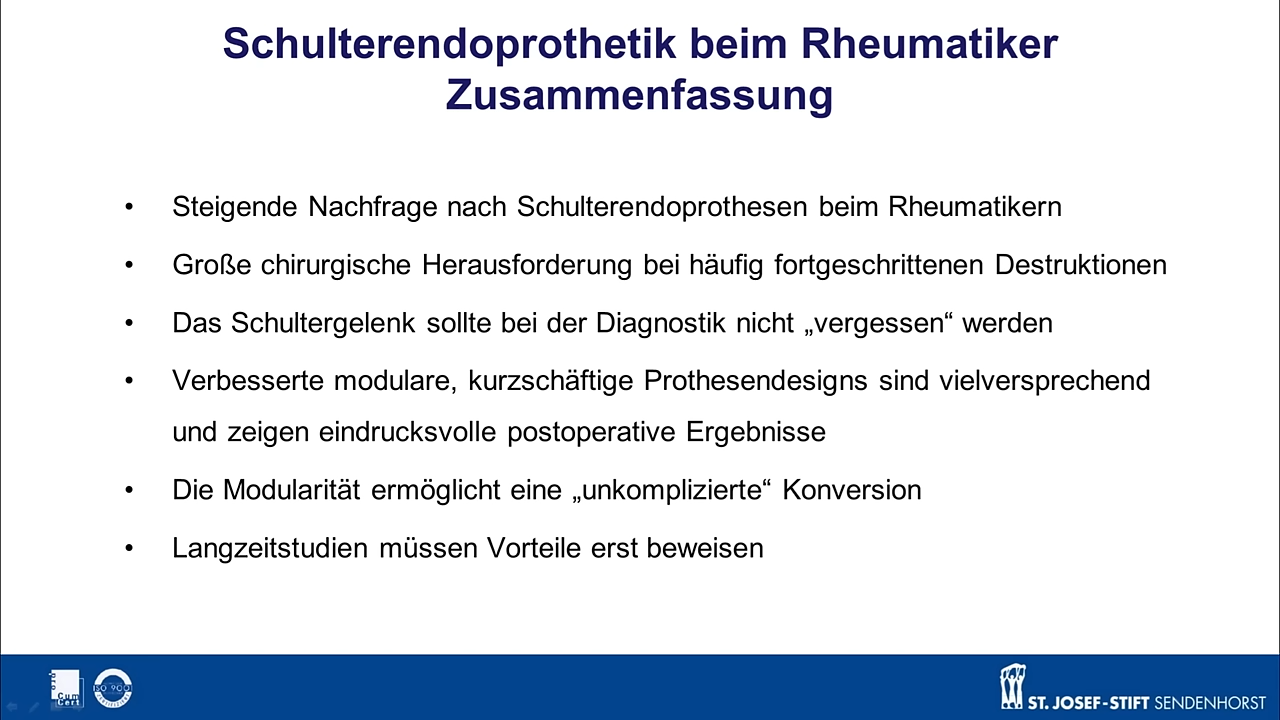 Schulterendoprothetik beim Rheumatiker
Zusammenfassung
• Steigende Nachfrage nach Schulterendoprothesen beim Rheumatikern
• Große chirurgische Herausforderung bei häufig fortgeschrittenen Destruktionen
• Das Schultergelenk sollte bei der Diagnostik nicht „vergessen“ werden
• Verbesserte modulare, kurzschäftige Prothesendesigns sind vielversprechend
und zeigen eindrucksvolle postoperative Ergebnisse
• Die Modularität ermöglicht eine „unkomplizierte“ Konversion
• Langzeitstudien müssen Vorteile erst beweisen
Cum
Cert
ISO 9001
ST. JOSEF-STIFT SENDENHORST